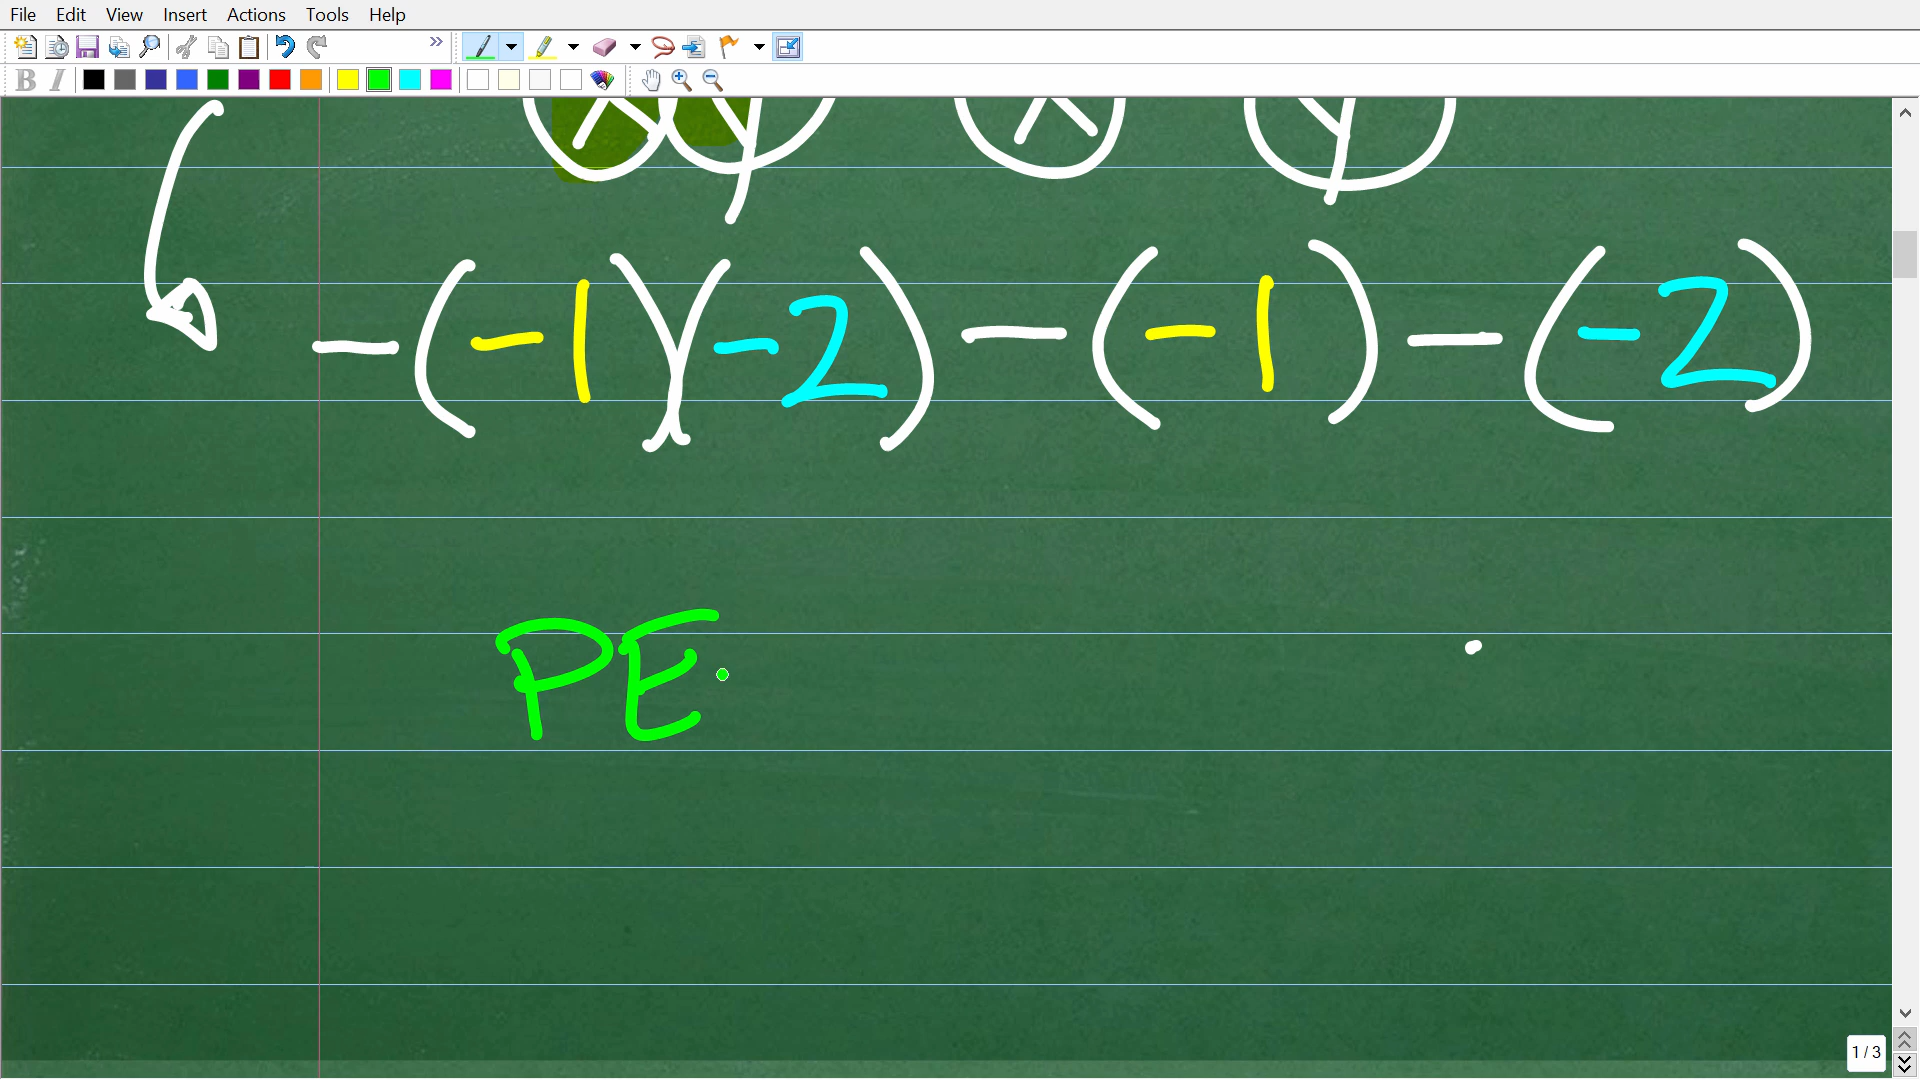 File Edit View Insert Actions Tools Help
B I
x y x y
-(-1)(-2) - (-1) - (-2)
PE
1 / 3